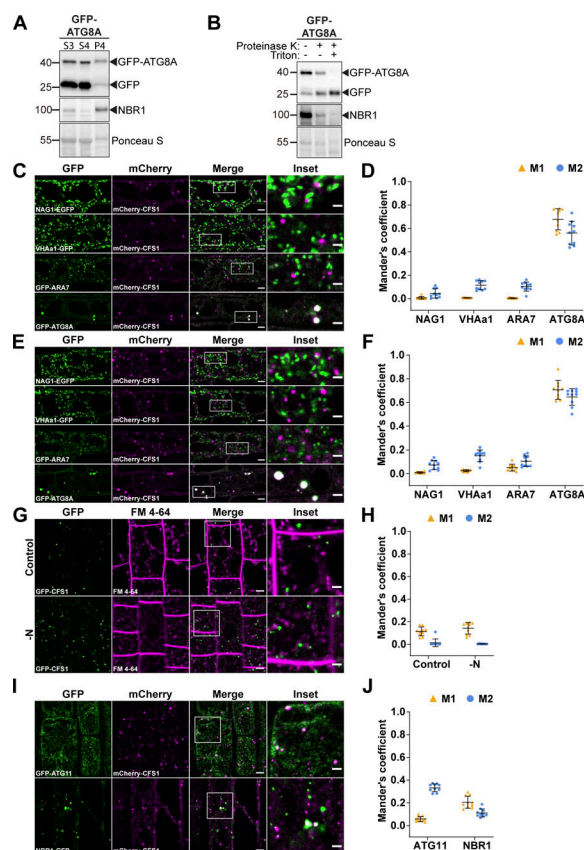 A
GFP-
ATG8A
S3 S4 P4
40
GFP-ATG8A
25
GFP
100
NBR1
55
Ponceau S
B
GFP-
ATG8A
Proteinase K: - + +
Triton: - - +
40
GFP-ATG8A
25
GFP
100
NBR1
55
Ponceau S
C
GFP mCherry Merge Inset
NAG1-EGFP mCherry-CFS1
VHAa1-GFP mCherry-CFS1
GFP-ARA7 mCherry-CFS1
GFP-ATG8A mCherry-CFS1
D
M1 M2
Mander's coefficient
1.0
0.8
0.6
0.4
0.2
0.0
NAG1 VHAa1 ARA7 ATG8A
E
GFP mCherry Merge Inset
NAG1-EGFP mCherry-CFS1
VHAa1-GFP mCherry-CFS1
GFP-ARA7 mCherry-CFS1
GFP-ATG8A mCherry-CFS1
F
M1 M2
Mander's coefficient
1.0
0.8
0.6
0.4
0.2
0.0
NAG1 VHAa1 ARA7 ATG8A
G
GFP FM 4-64 Merge Inset
Control
GFP-CFS1 FM 4-64
-N
GFP-CFS1 FM 4-64
H
M1 M2
Mander's coefficient
1.0
0.8
0.6
0.4
0.2
0.0
Control -N
I
GFP mCherry Merge Inset
GFP-ATG11 mCherry-CFS1
NBR1-GFP mCherry-CFS1
J
M1 M2
Mander's coefficient
1.0
0.8
0.6
0.4
0.2
0.0
ATG11 NBR1